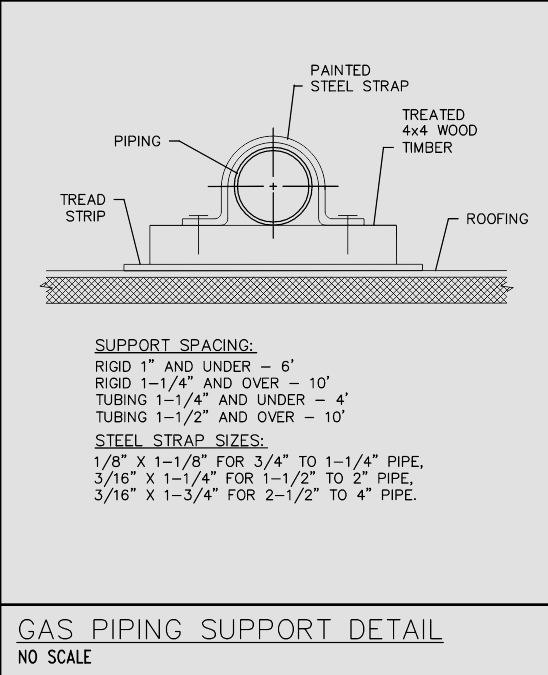 PAINTED
STEEL STRAP
TREATED
4x4 WOOD
TIMBER
PIPING
TREAD
STRIP
ROOFING
SUPPORT SPACING:
RIGID 1" AND UNDER – 6'
RIGID 1–1/4" AND OVER – 10'
TUBING 1–1/4" AND UNDER – 4'
TUBING 1–1/2" AND OVER – 10'
STEEL STRAP SIZES:
1/8" X 1–1/8" FOR 3/4" TO 1–1/4" PIPE,
3/16" X 1–1/4" FOR 1–1/2" TO 2" PIPE,
3/16" X 1–3/4" FOR 2–1/2" TO 4" PIPE.
GAS PIPING SUPPORT DETAIL
NO SCALE